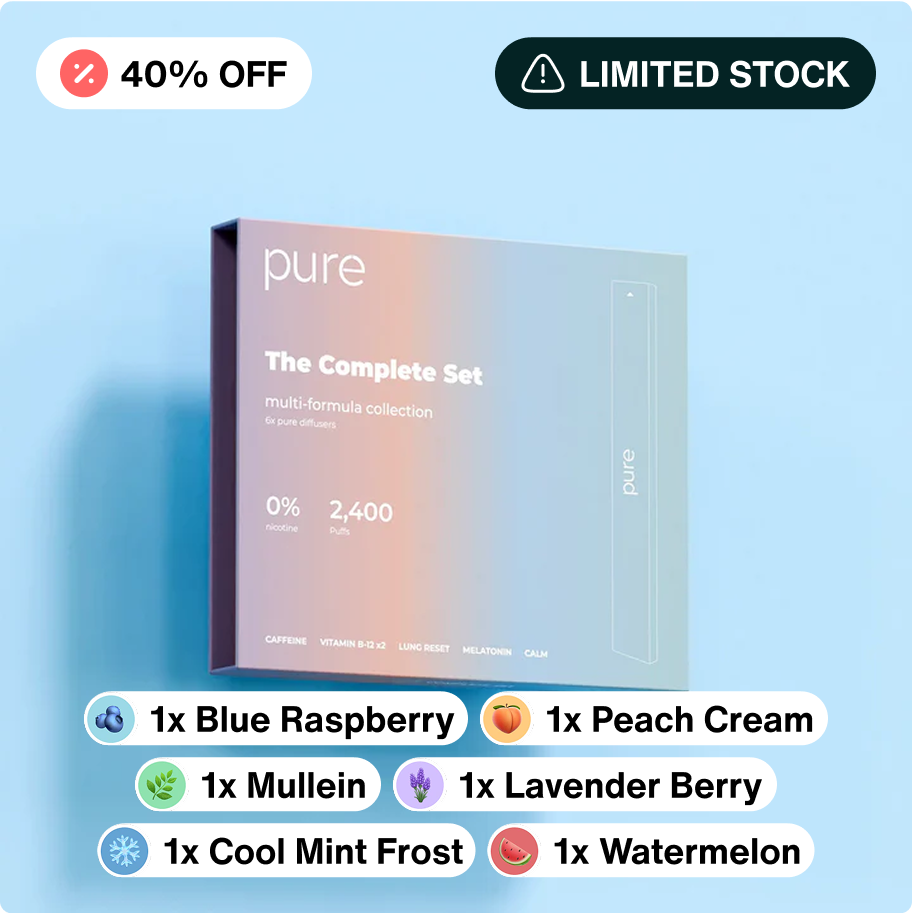 40% OFF
LIMITED STOCK
pure
The Complete Set
multi-formula collection
6x pure diffusers
0%
nicotine
2,400
Puffs
pure
CAFFEINE VITAMIN B-12 x2 LUNG RESET MELATONIN CALM
1x Blue Raspberry
1x Peach Cream
1x Mullein
1x Lavender Berry
1x Cool Mint Frost
1x Watermelon